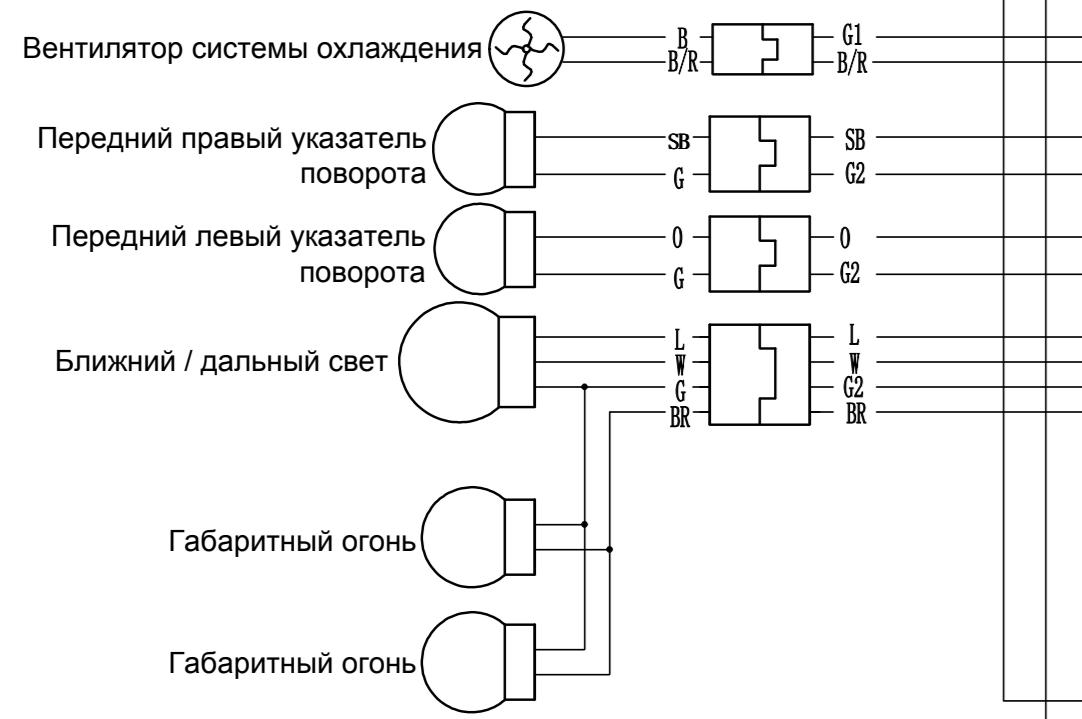 Вентилятор системы охлаждения
B G1
B/R B/R
Передний правый указатель
поворота
SB SB
G G2
Передний левый указатель
поворота
O O
G G2
Ближний / дальный свет
L L
W W
G G2
BR BR
Габаритный огонь
Габаритный огонь